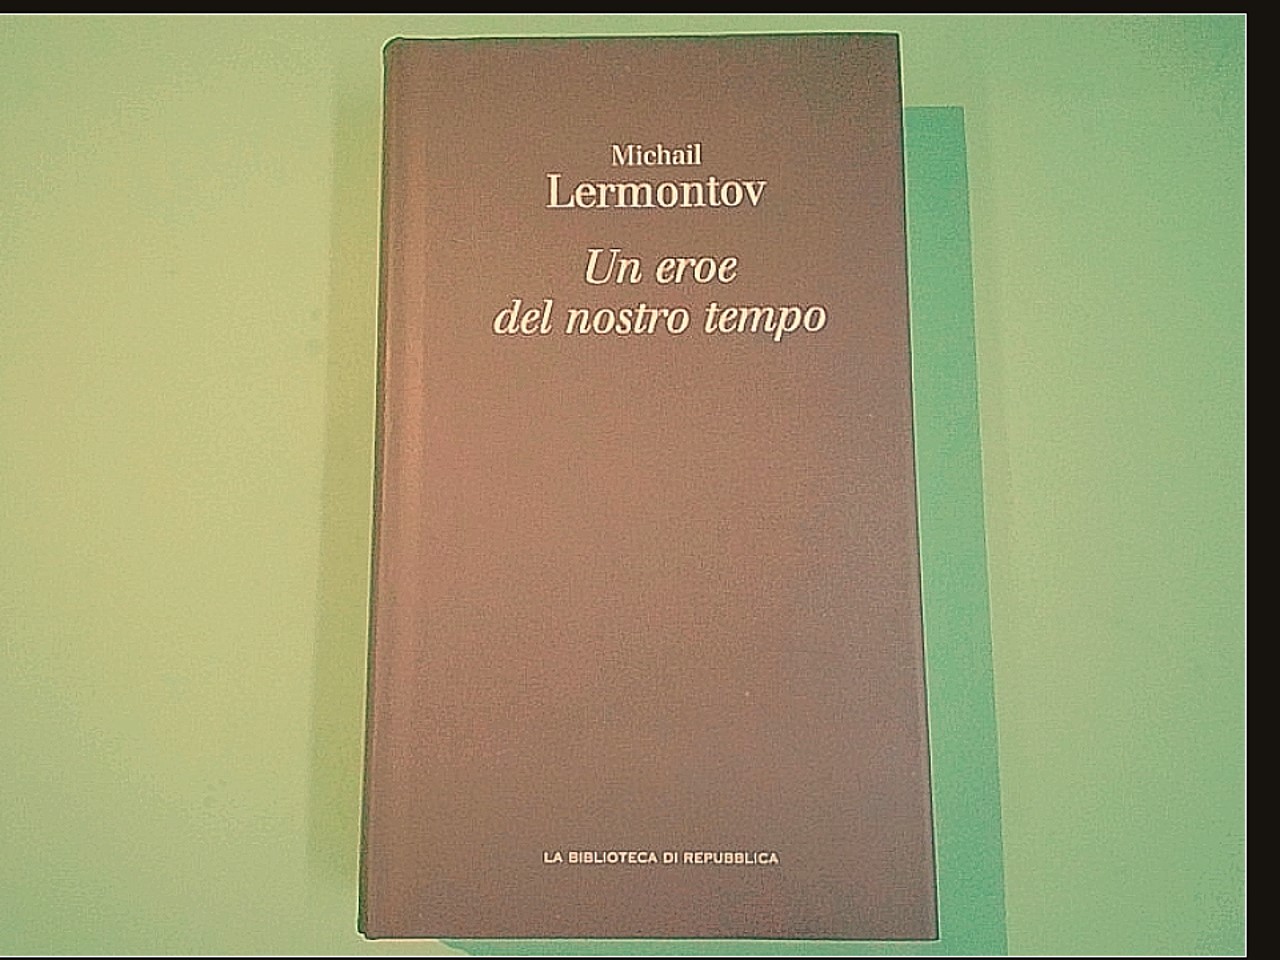 Michail
Lermontov
Un eroe
del nostro tempo
LA BIBLIOTECA DI REPUBBLICA